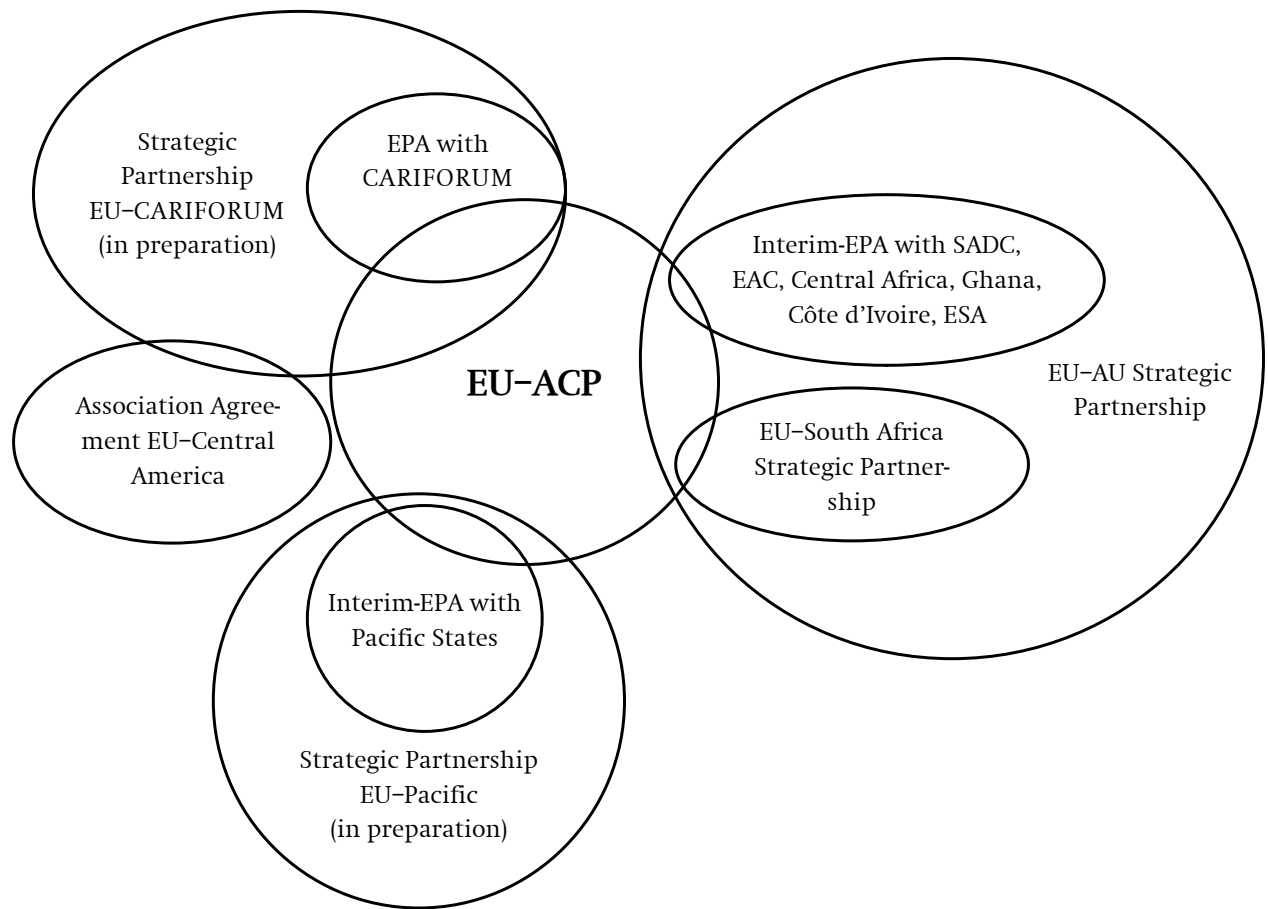 Strategic
Partnership
EU–CARIFORUM
(in preparation)
EPA with
CARIFORUM
Interim-EPA with SADC,
EAC, Central Africa, Ghana,
Côte d’Ivoire, ESA
EU–AU Strategic
Partnership
EU–ACP
Association Agree-
ment EU–Central
America
EU–South Africa
Strategic Partner-
ship
Interim-EPA with
Pacific States
Strategic Partnership
EU–Pacific
(in preparation)